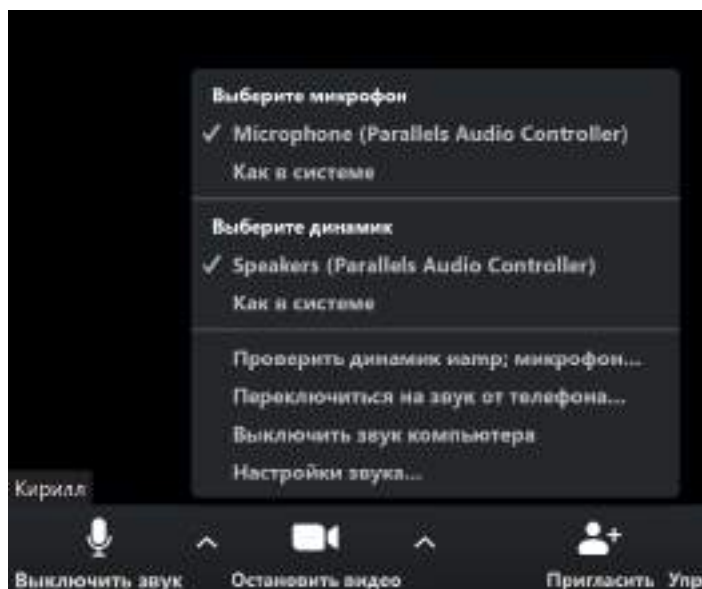 Выберите микрофон
✓ Microphone (Parallels Audio Controller)
Как в системе
Выберите динамик
✓ Speakers (Parallels Audio Controller)
Как в системе
Проверить динамик иamp; микрофон...
Переключиться на звук от телефона...
Выключить звук компьютера
Настройки звука...
Кирилл
Выключить звук Остановить видео Пригласить Упр